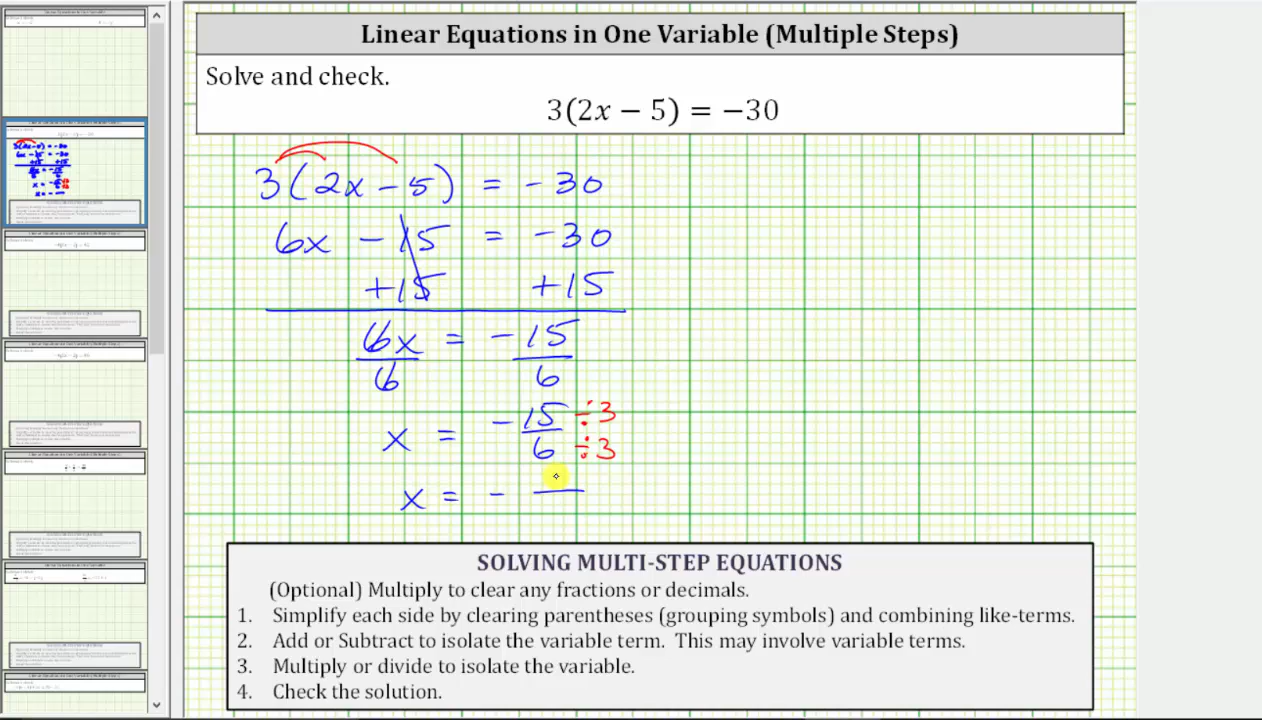 Linear Equations in One Variable (Multiple Steps)
Solve and check.
3(2x − 5) = −30
3(2x − 5) = −30
6x − 15 = −30
+15 +15
6x = −15
6 6
x = −15 ÷3
6 ÷3
x = −
SOLVING MULTI-STEP EQUATIONS
(Optional) Multiply to clear any fractions or decimals.
1. Simplify each side by clearing parentheses (grouping symbols) and combining like-terms.
2. Add or Subtract to isolate the variable term. This may involve variable terms.
3. Multiply or divide to isolate the variable.
4. Check the solution.